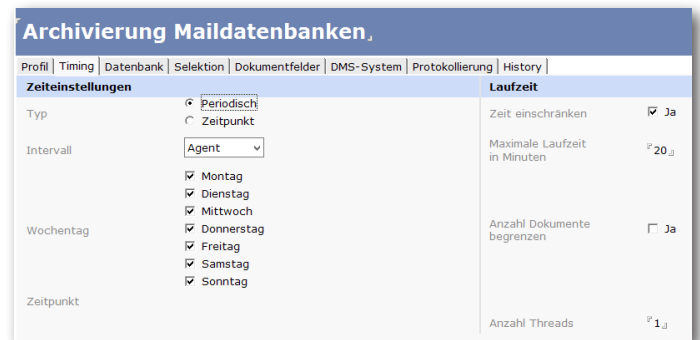 Archivierung Maildatenbanken
Profil | Timing | Datenbank | Selektion | Dokumentfelder | DMS-System | Protokollierung | History |
Zeiteinstellungen
Typ
Periodisch
Zeitpunkt
Intervall
Agent
Wochentag
Montag
Dienstag
Mittwoch
Donnerstag
Freitag
Samstag
Sonntag
Zeitpunkt
Laufzeit
Zeit einschränken
Ja
Maximale Laufzeit
in Minuten
20
Anzahl Dokumente
begrenzen
Ja
Anzahl Threads
1